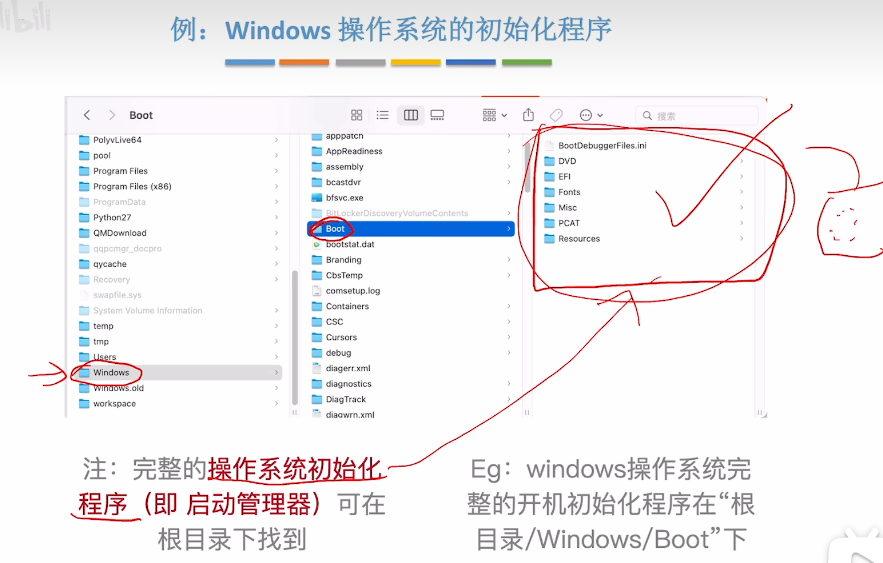 bilibili
例：Windows 操作系统的初始化程序
Boot
搜索
PolyvLive64
pool
Program Files
Program Files (x86)
ProgramData
Python27
QMDownload
qqpcmgr_docpro
qycache
Recovery
swapfile.sys
System Volume Information
temp
tmp
Users
Windows
Windows.old
workspace
apppatch
AppReadiness
assembly
bcastdvr
bfsvc.exe
BitLockerDiscoveryVolumeContents
Boot
bootstat.dat
Branding
CbsTemp
comsetup.log
Containers
CSC
Cursors
debug
diagerr.xml
diagnostics
DiagTrack
diagwrn.xml
BootDebuggerFiles.ini
DVD
EFI
Fonts
Misc
PCAT
Resources
注：完整的操作系统初始化
程序（即 启动管理器）可在
根目录下找到
Eg：windows操作系统完
整的开机初始化程序在“根
目录/Windows/Boot”下